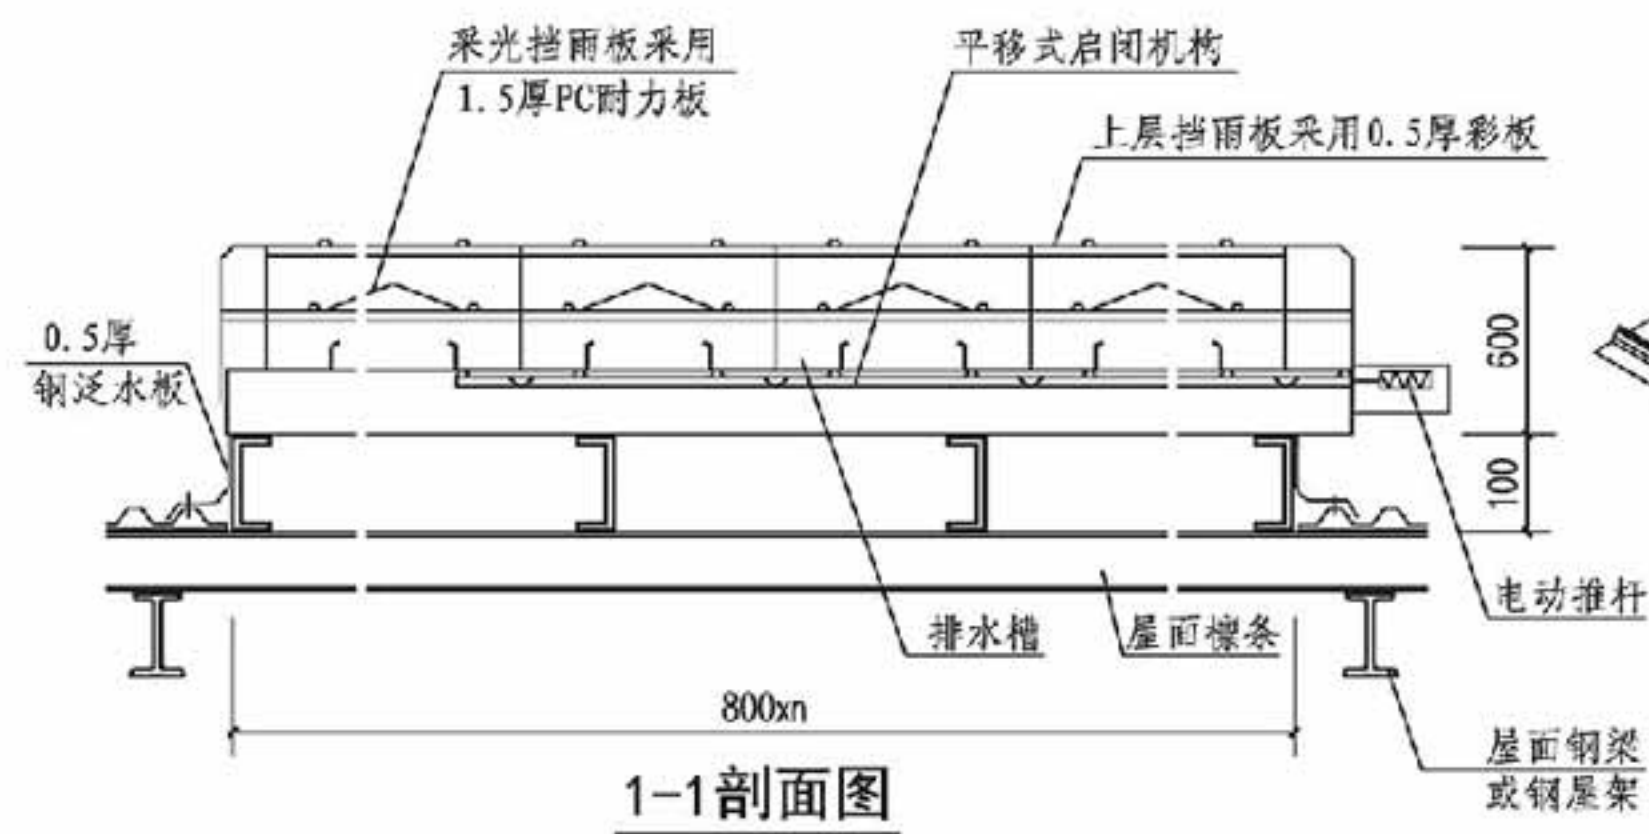 采光挡雨板采用
1.5厚PC耐力板
平移式启闭机构
上层挡雨板采用0.5厚彩板
0.5厚
钢泛水板
600
100
电动推杆
排水槽
屋面檩条
800xn
屋面钢梁
或钢屋架
1-1剖面图